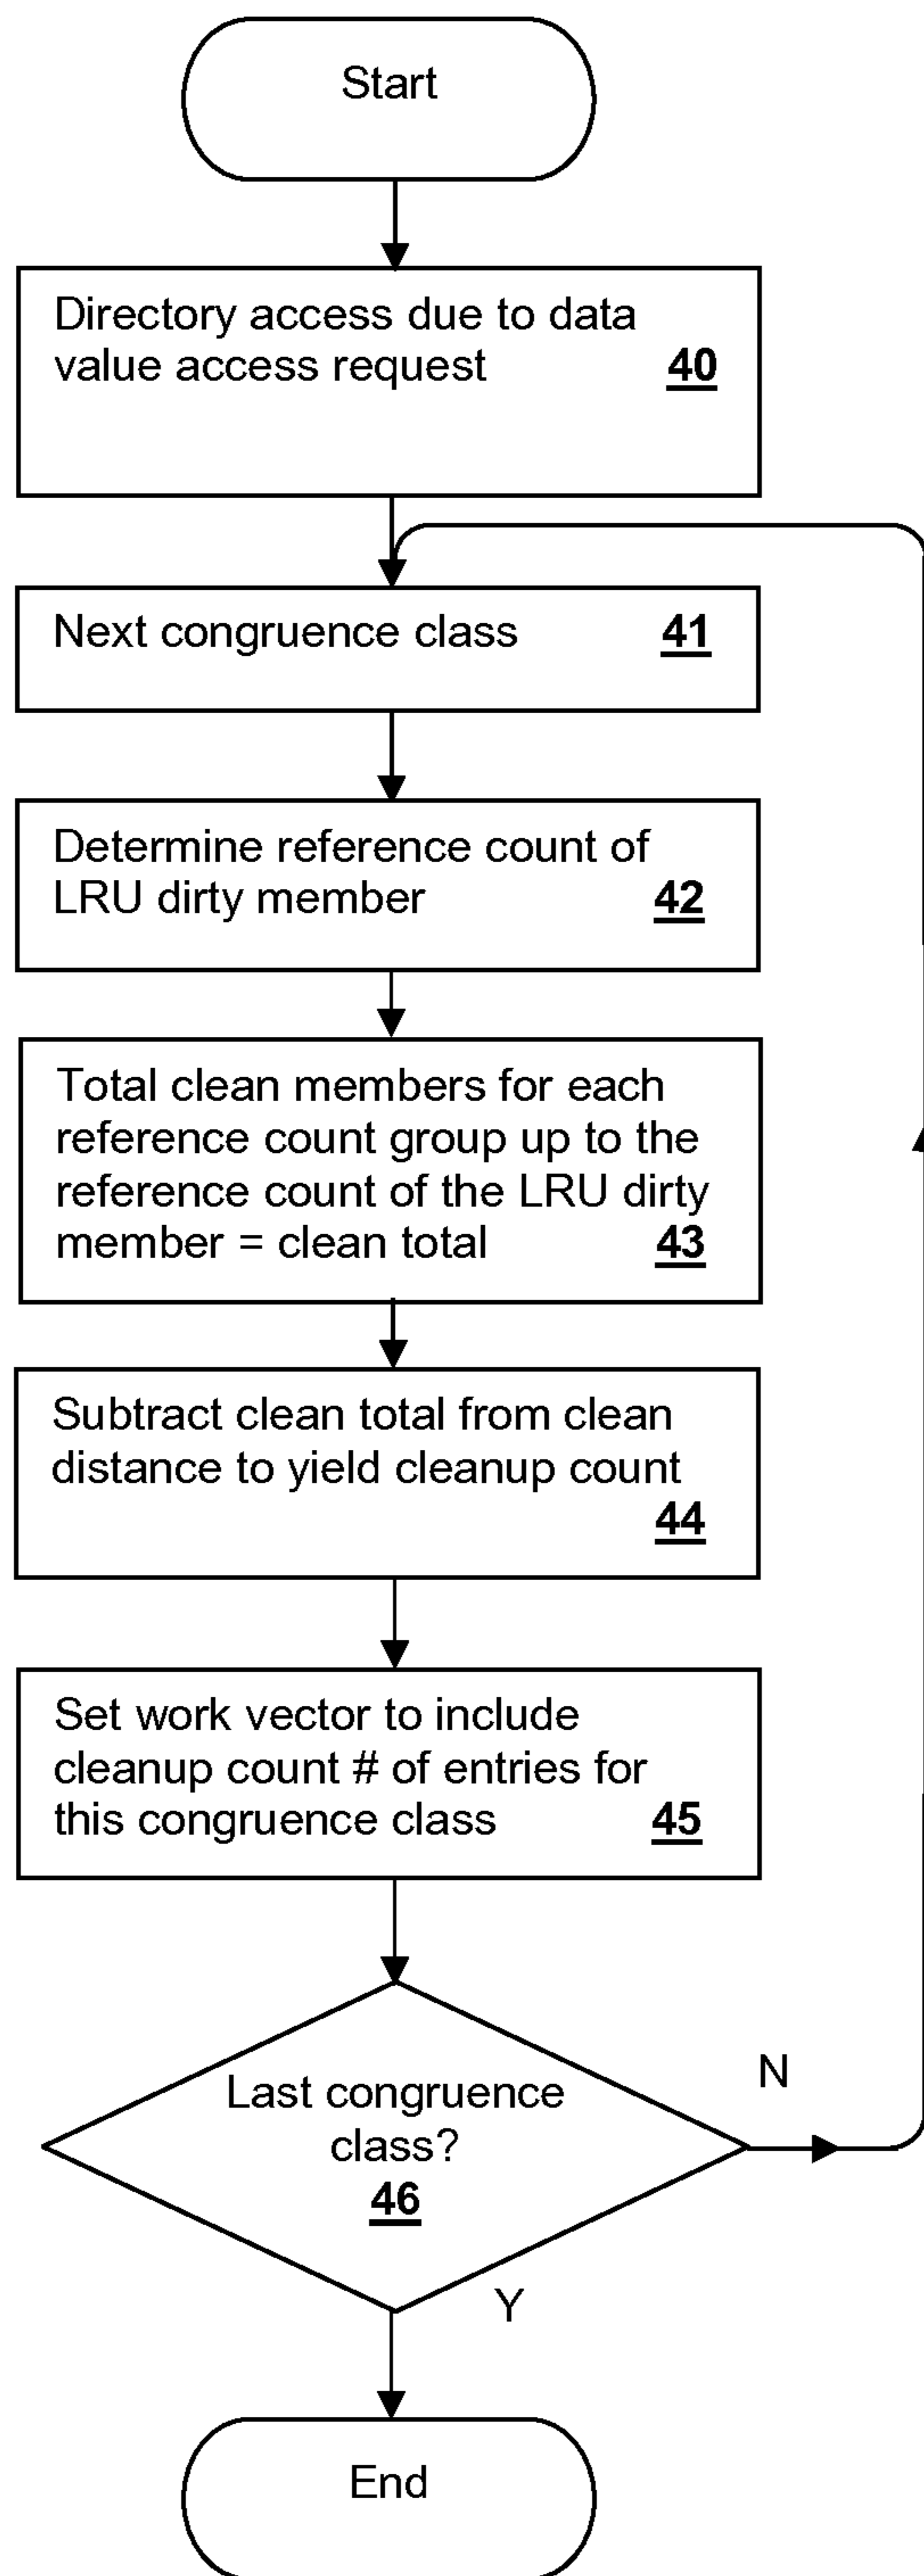 Start
Directory access due to data
value access request 40
Next congruence class 41
Determine reference count of
LRU dirty member 42
Total clean members for each
reference count group up to the
reference count of the LRU dirty
member = clean total 43
Subtract clean total from clean
distance to yield cleanup count
44
Set work vector to include
cleanup count # of entries for
this congruence class 45
Last congruence
class?
46
N
Y
End